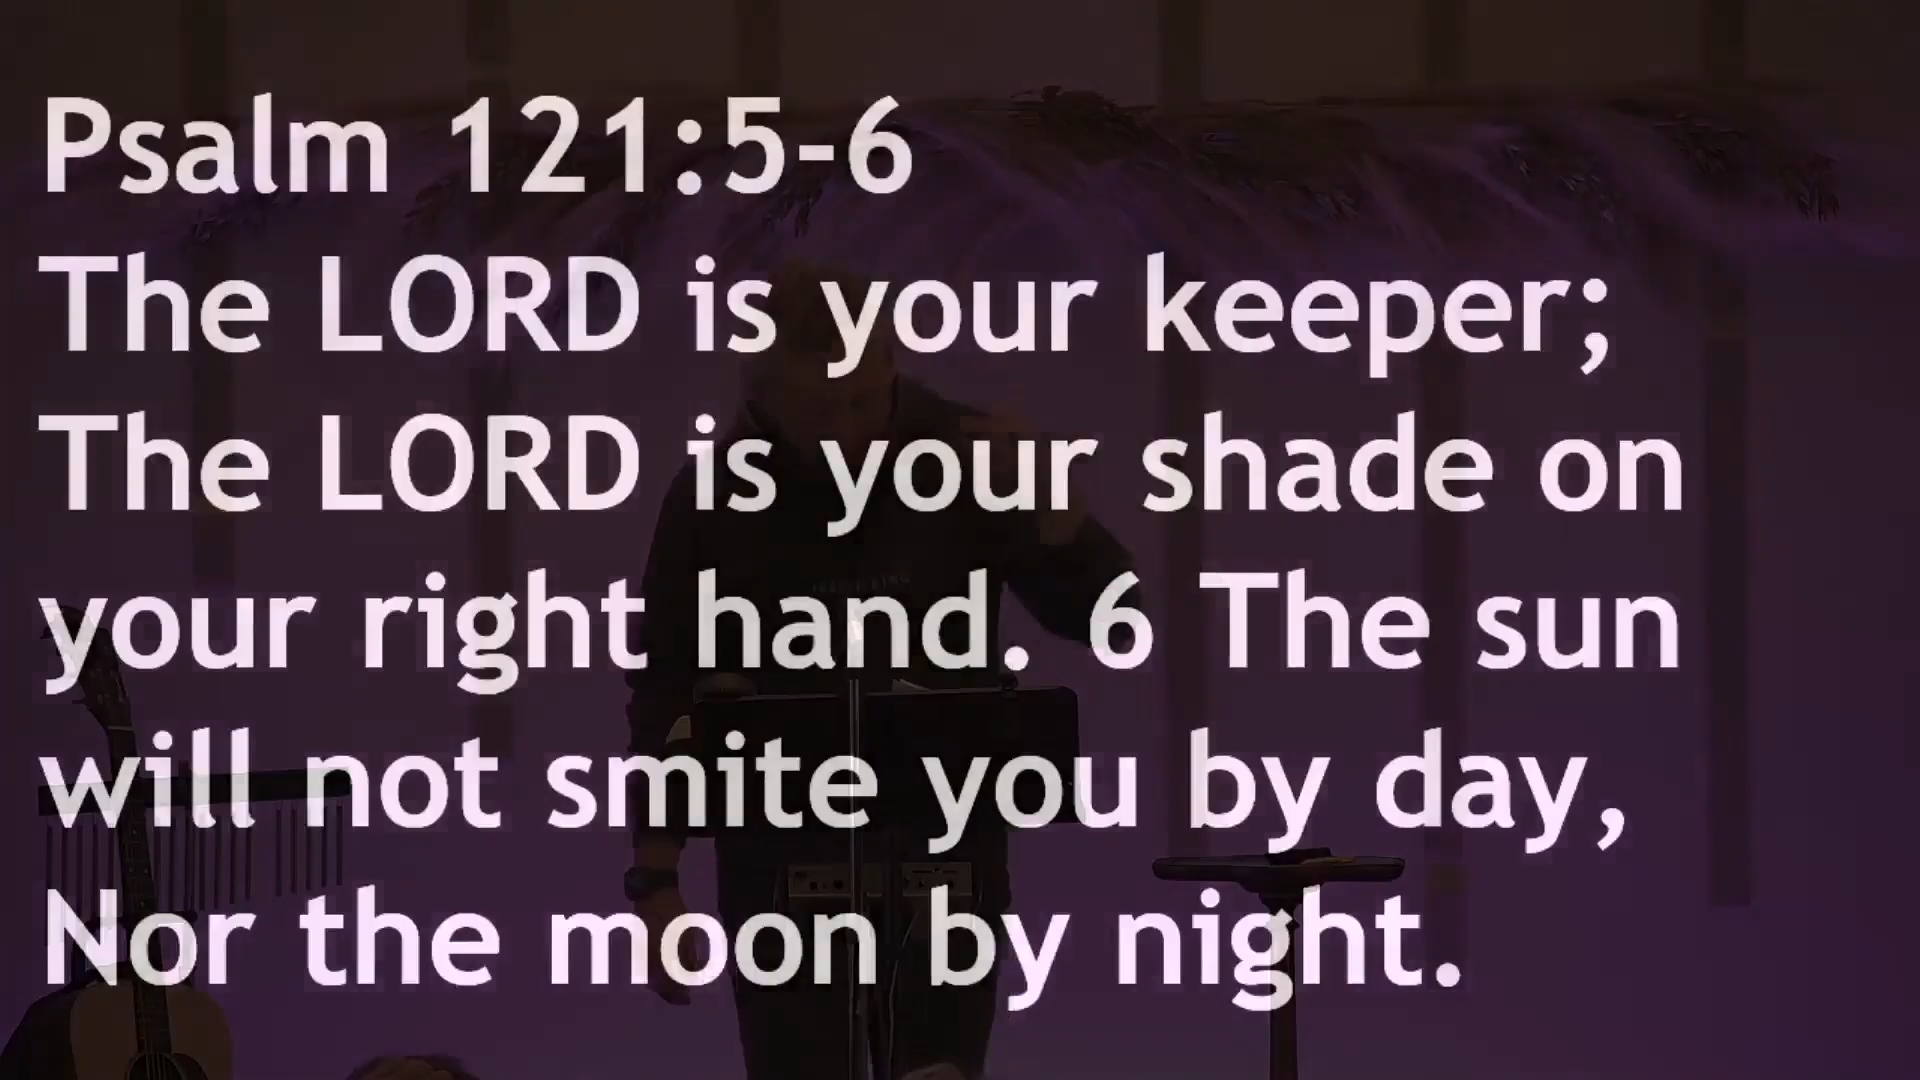 Psalm 121:5-6
The LORD is your keeper;
The LORD is your shade on
your right hand. 6 The sun
will not smite you by day,
Nor the moon by night.